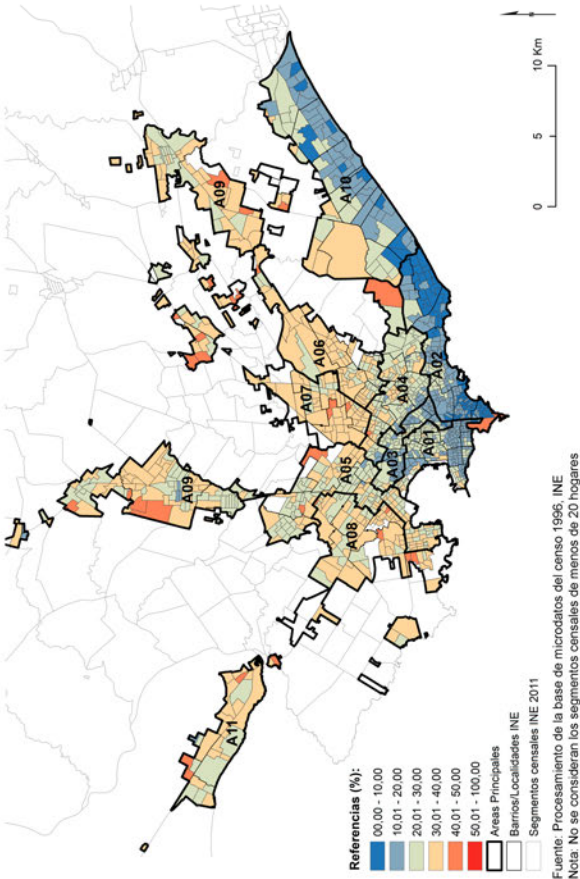 A11
A09
A09
A08
A05
A07
A06
A03
A04
A01
A02
A10
0 5 10 Km
Referencias (%):
00,00 - 10,00
10,01 - 20,00
20,01 - 30,00
30,01 - 40,00
40,01 - 50,00
50,01 - 100,00
Areas Principales
Barrios/Localidades INE
Segmentos censales INE 2011
Fuente: Procesamiento de la base de microdatos del censo 1996, INE
Nota: No se consideran los segmentos censales de menos de 20 hogares